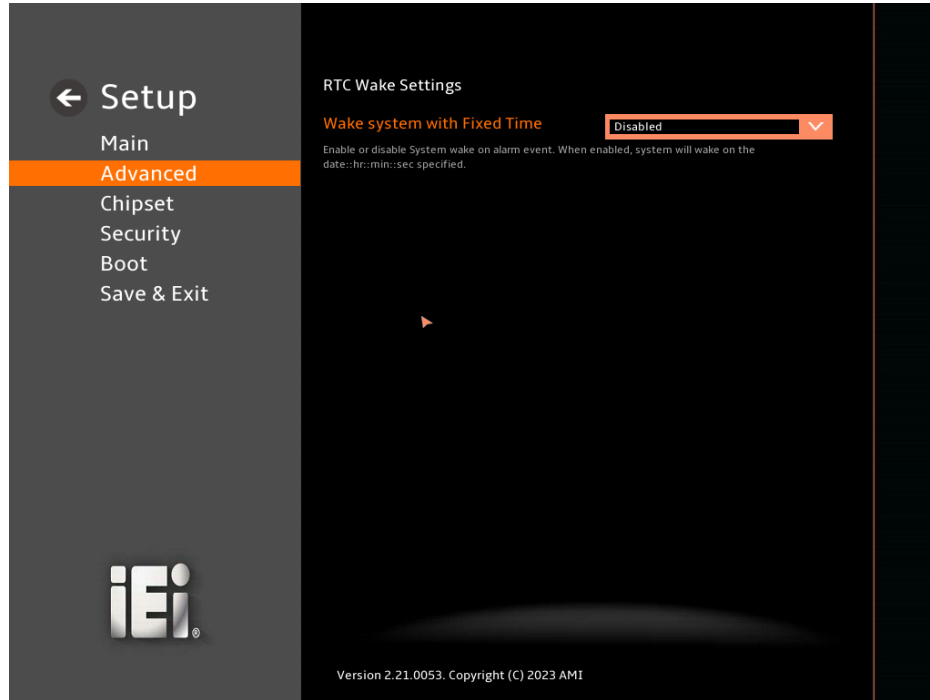 Setup
Main
Advanced
Chipset
Security
Boot
Save & Exit
RTC Wake Settings
Wake system with Fixed Time
Disabled
Enable or disable System wake on alarm event. When enabled, system will wake on the
date::hr::min::sec specified.
iEi®
Version 2.21.0053. Copyright (C) 2023 AMI